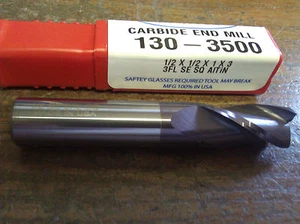 CARBIDE END MILL
130-3500
1/2 X 1/2 X 1 X 3
3FL SE SQ AlTiN
SAFTEY GLASSES REQUIRED TOOL MAY BREAK
MFG 100% IN USA